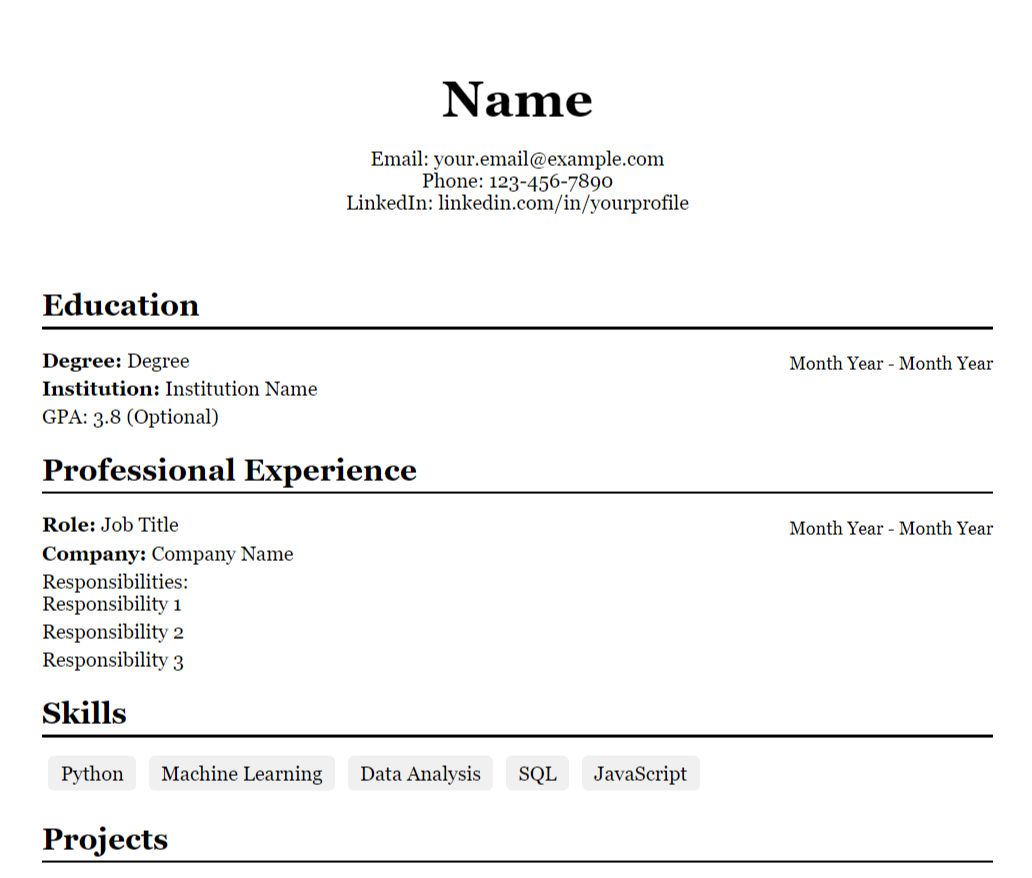 Name
Email: your.email@example.com
Phone: 123-456-7890
LinkedIn: linkedin.com/in/yourprofile
Education
Degree: Degree Month Year - Month Year
Institution: Institution Name
GPA: 3.8 (Optional)
Professional Experience
Role: Job Title Month Year - Month Year
Company: Company Name
Responsibilities:
Responsibility 1
Responsibility 2
Responsibility 3
Skills
Python Machine Learning Data Analysis SQL JavaScript
Projects